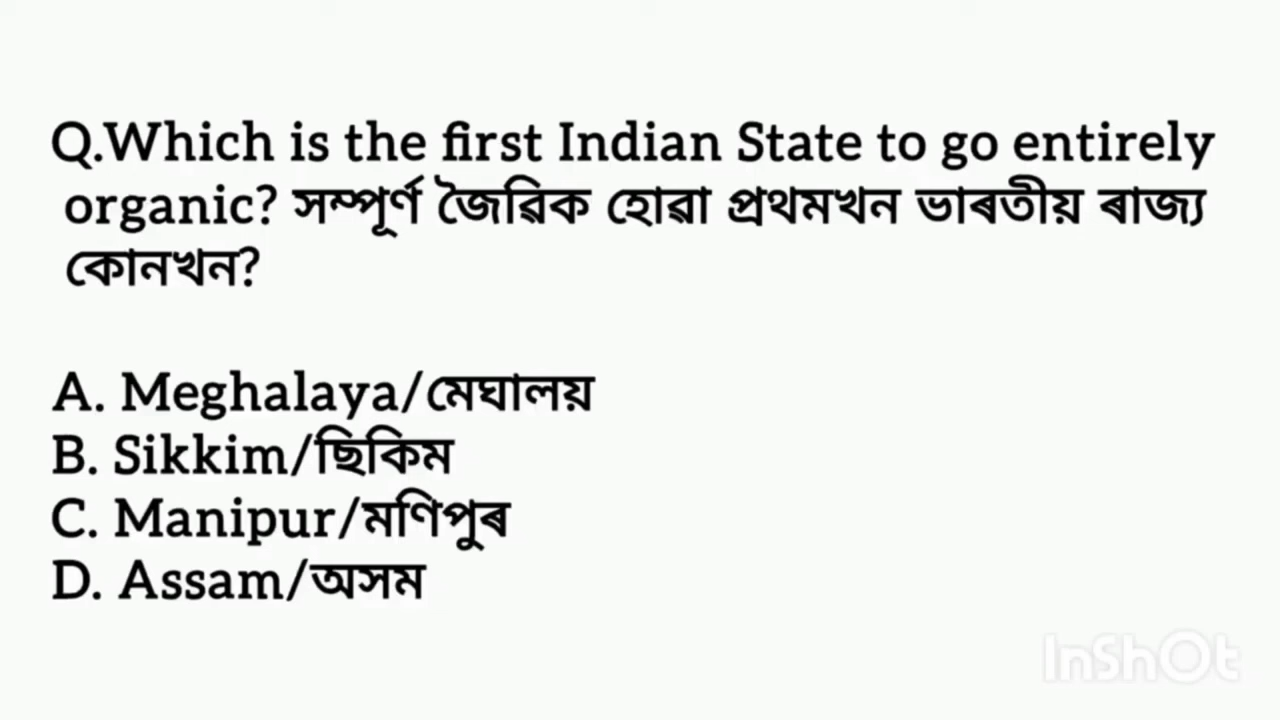 Q.Which is the first Indian State to go entirely
organic? সম্পূৰ্ণ জৈৱিক হোৱা প্ৰথমখন ভাৰতীয় ৰাজ্য
কোনখন?
A. Meghalaya/মেঘালয়
B. Sikkim/ছিকিম
C. Manipur/মণিপুৰ
D. Assam/অসম
InShOt